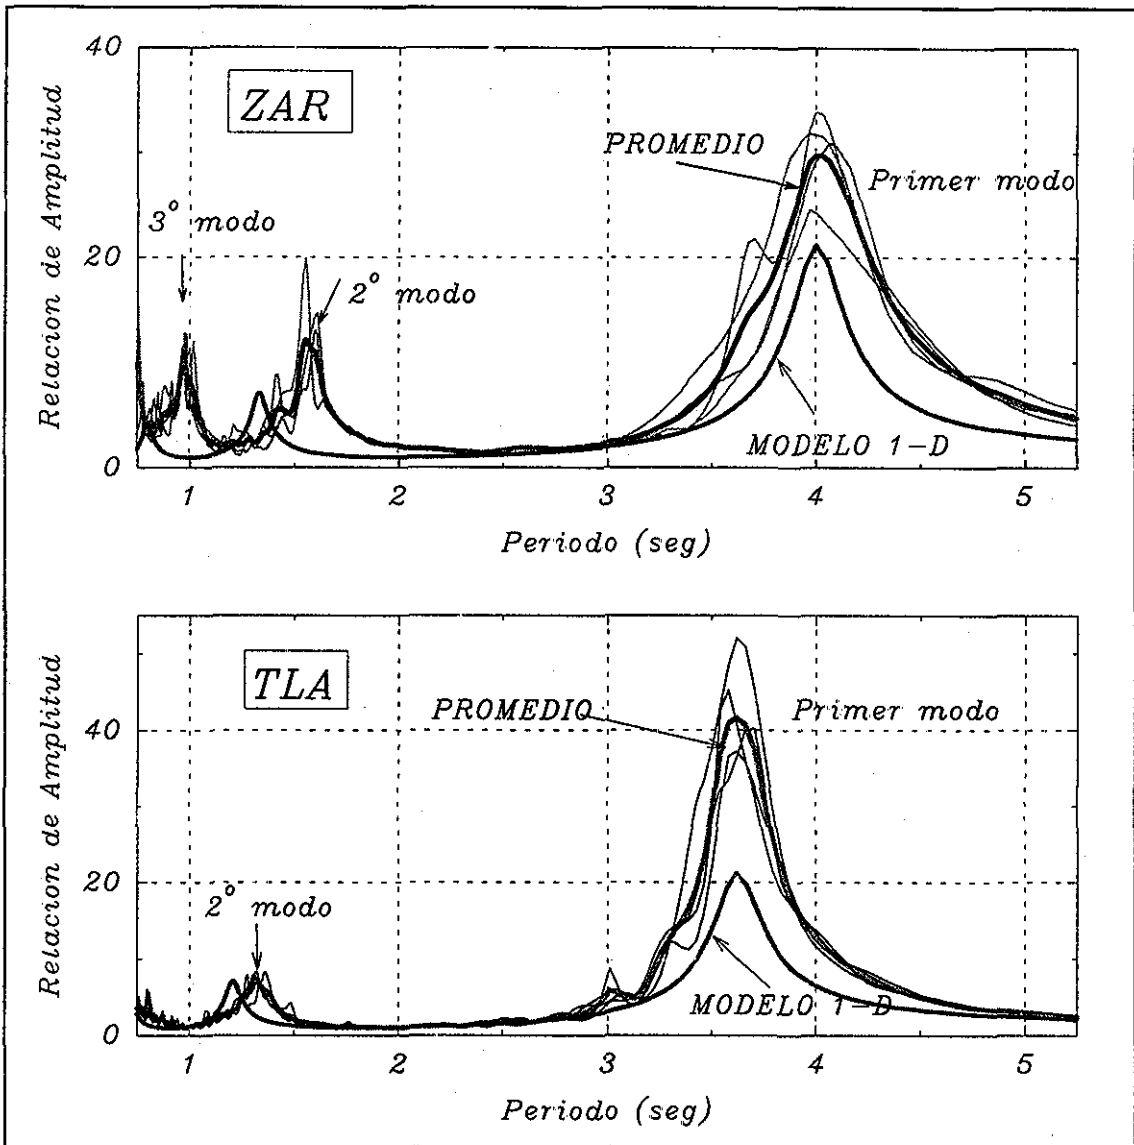 40
20
0
Relacion de Amplitud
ZAR
3° modo
2° modo
PROMEDIO
Primer modo
MODELO 1-D
1 2 3 4 5
Periodo (seg)
40
20
0
Relacion de Amplitud
TLA
2° modo
PROMEDIO
Primer modo
MODELO 1-D
1 2 3 4 5
Periodo (seg)